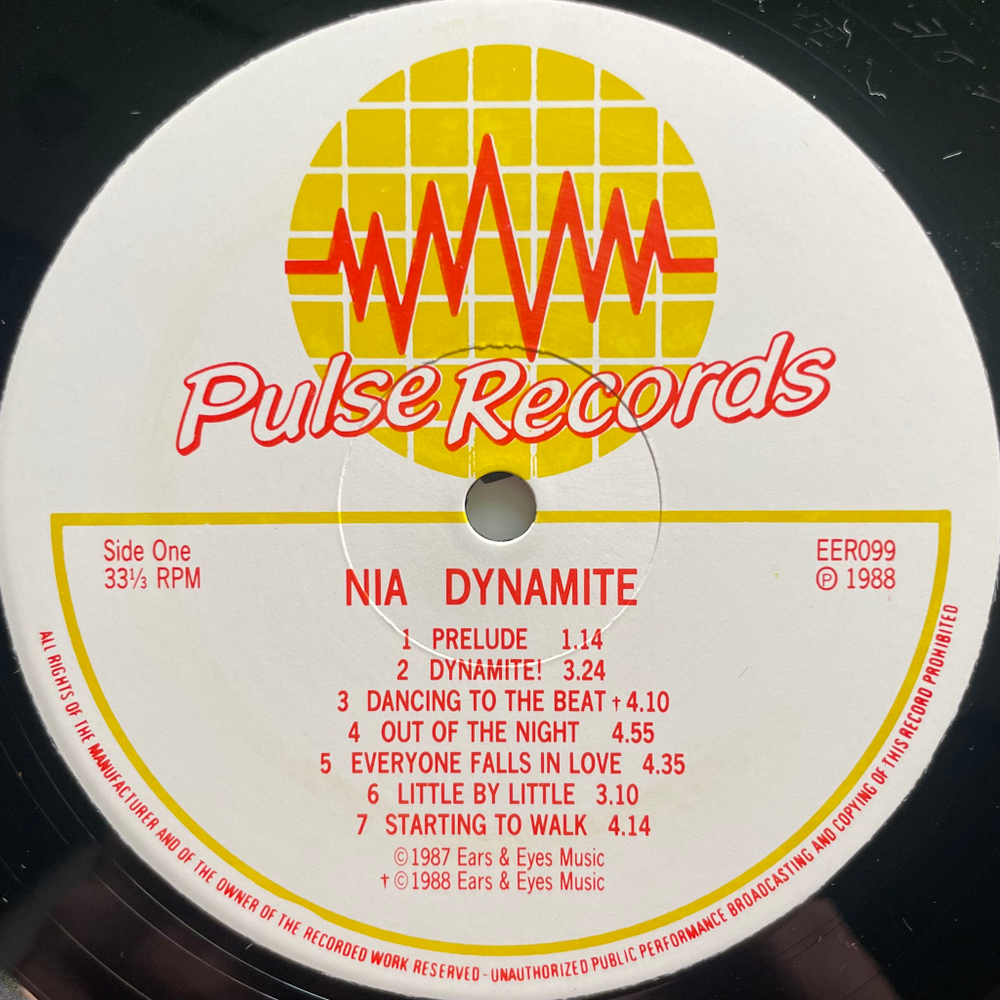 Pulse Records
Side One
33⅓ RPM
EER099
℗ 1988
NIA DYNAMITE
1 PRELUDE 1.14
2 DYNAMITE! 3.24
3 DANCING TO THE BEAT † 4.10
4 OUT OF THE NIGHT 4.55
5 EVERYONE FALLS IN LOVE 4.35
6 LITTLE BY LITTLE 3.10
7 STARTING TO WALK 4.14
© 1987 Ears & Eyes Music
† © 1988 Ears & Eyes Music
ALL RIGHTS OF THE MANUFACTURER AND OF THE OWNER OF THE RECORDED WORK RESERVED - UNAUTHORIZED PUBLIC PERFORMANCE BROADCASTING AND COPYING OF THIS RECORD PROHIBITED